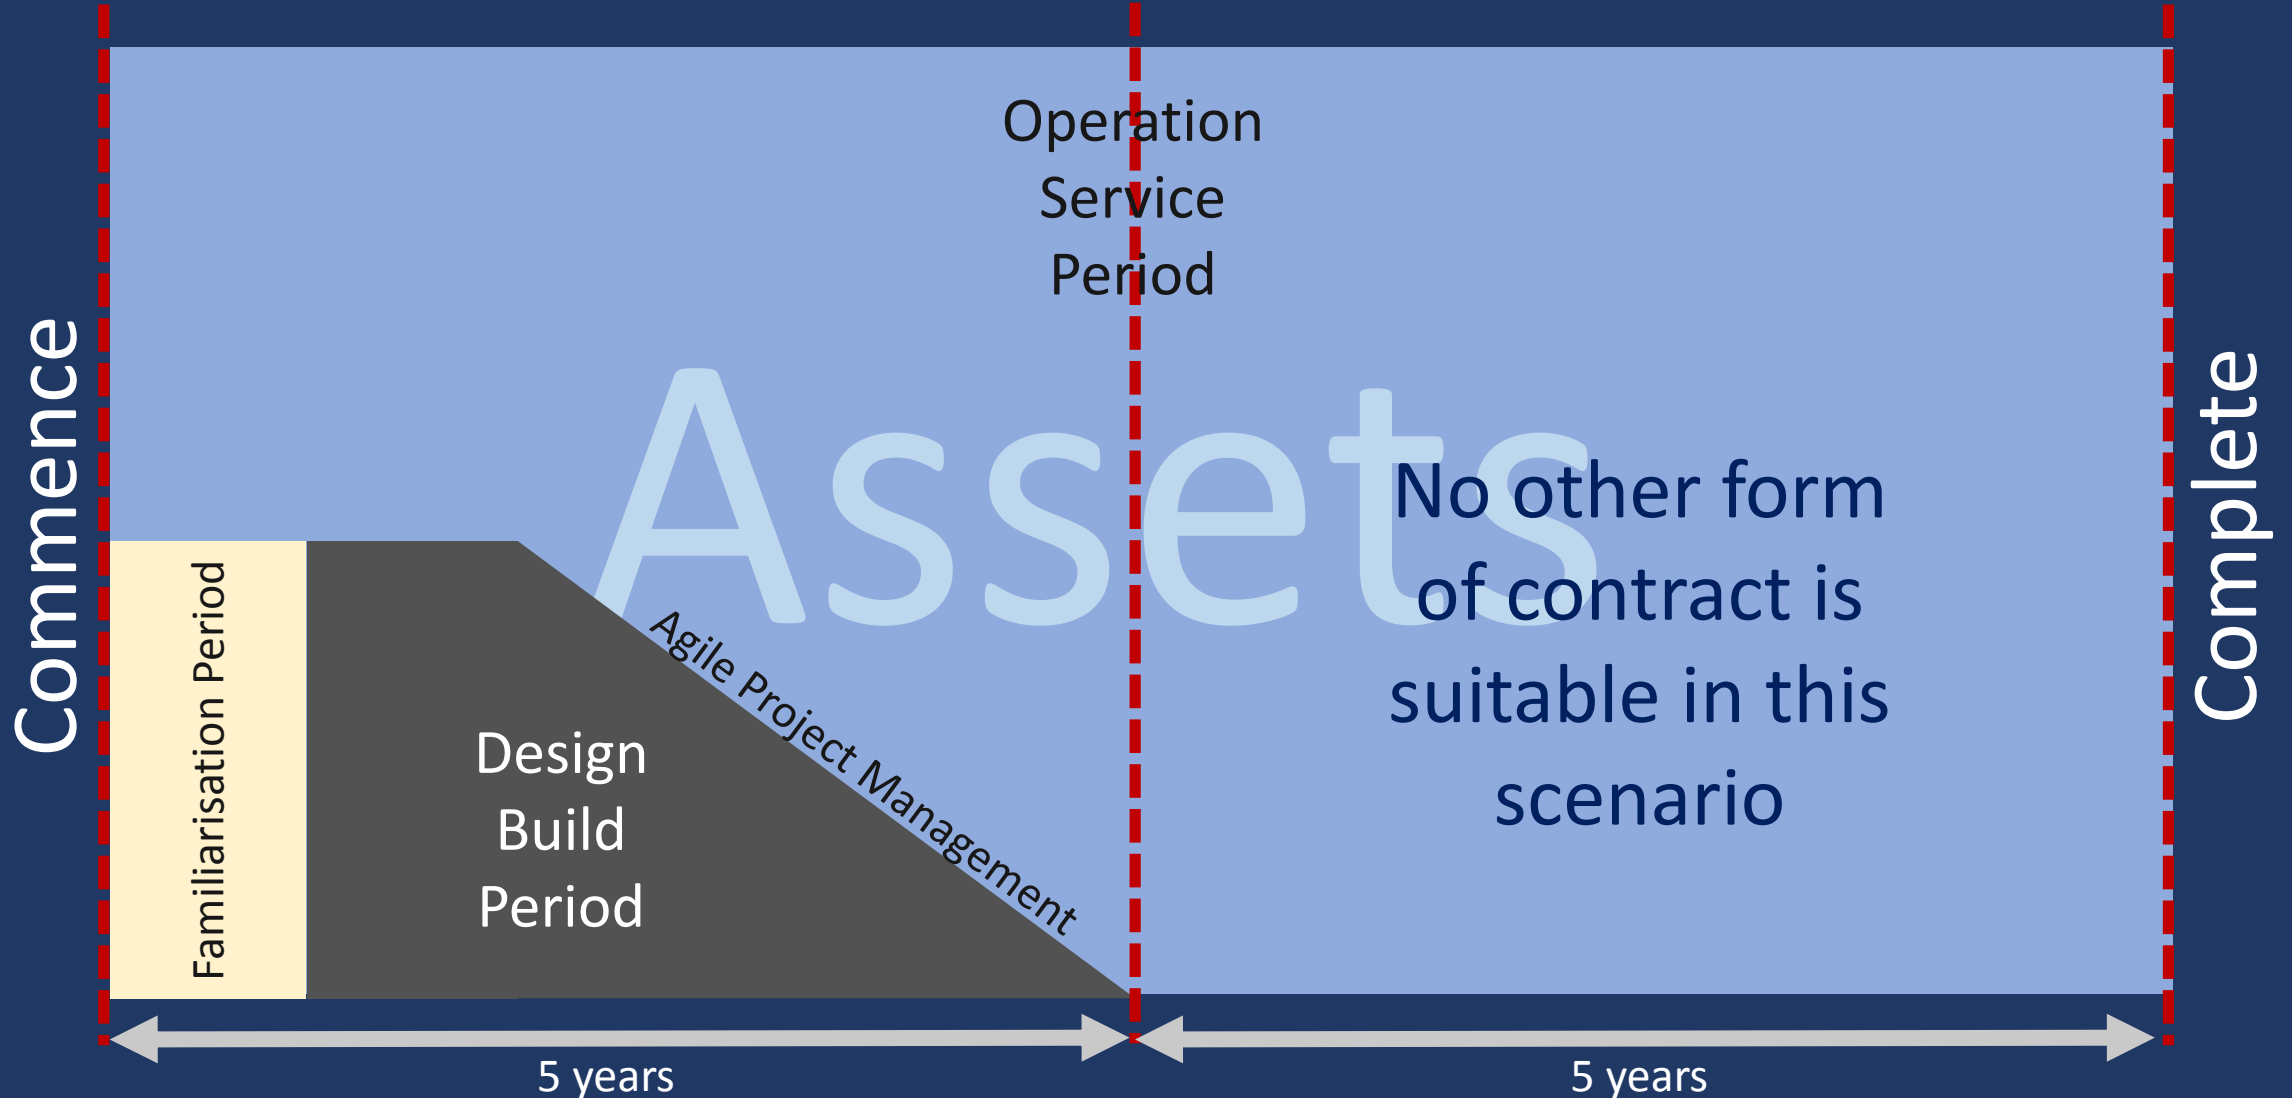 Commence
Operation
Service
Period
Assets
No other form
of contract is
suitable in this
scenario
Complete
Familiarisation Period
Design
Build
Period
Agile Project Management
5 years
5 years